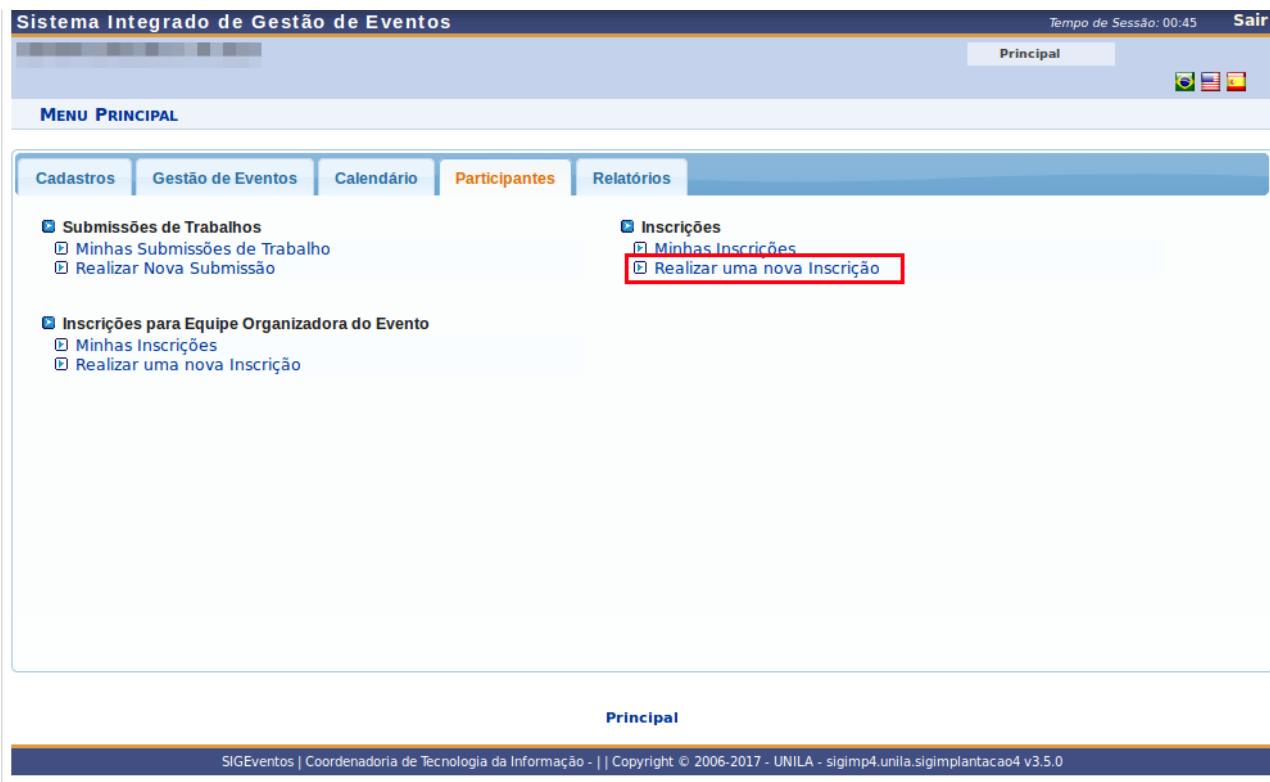 Sistema Integrado de Gestão de Eventos
Tempo de Sessão: 00:45
Sair
Principal
MENU PRINCIPAL
Cadastros
Gestão de Eventos
Calendário
Participantes
Relatórios
Submissões de Trabalhos
Minhas Submissões de Trabalho
Realizar Nova Submissão
Inscrições
Minhas Inscrições
Realizar uma nova Inscrição
Inscrições para Equipe Organizadora do Evento
Minhas Inscrições
Realizar uma nova Inscrição
Principal
SIGEventos | Coordenadoria de Tecnologia da Informação - | | Copyright © 2006-2017 - UNILA - sigimp4.unila.sigimplantacao4 v3.5.0